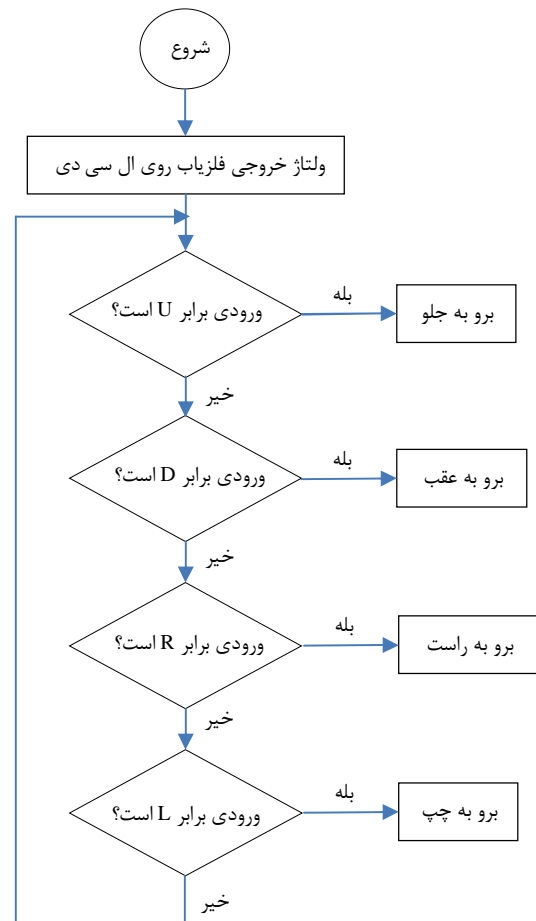 شروع
ولتاژ خروجی فلزیاب روی ال سی دی
ورودی برابر U است؟
بله
برو به جلو
خیر
ورودی برابر D است؟
بله
برو به عقب
خیر
ورودی برابر R است؟
بله
برو به راست
خیر
ورودی برابر L است؟
بله
برو به چپ
خیر